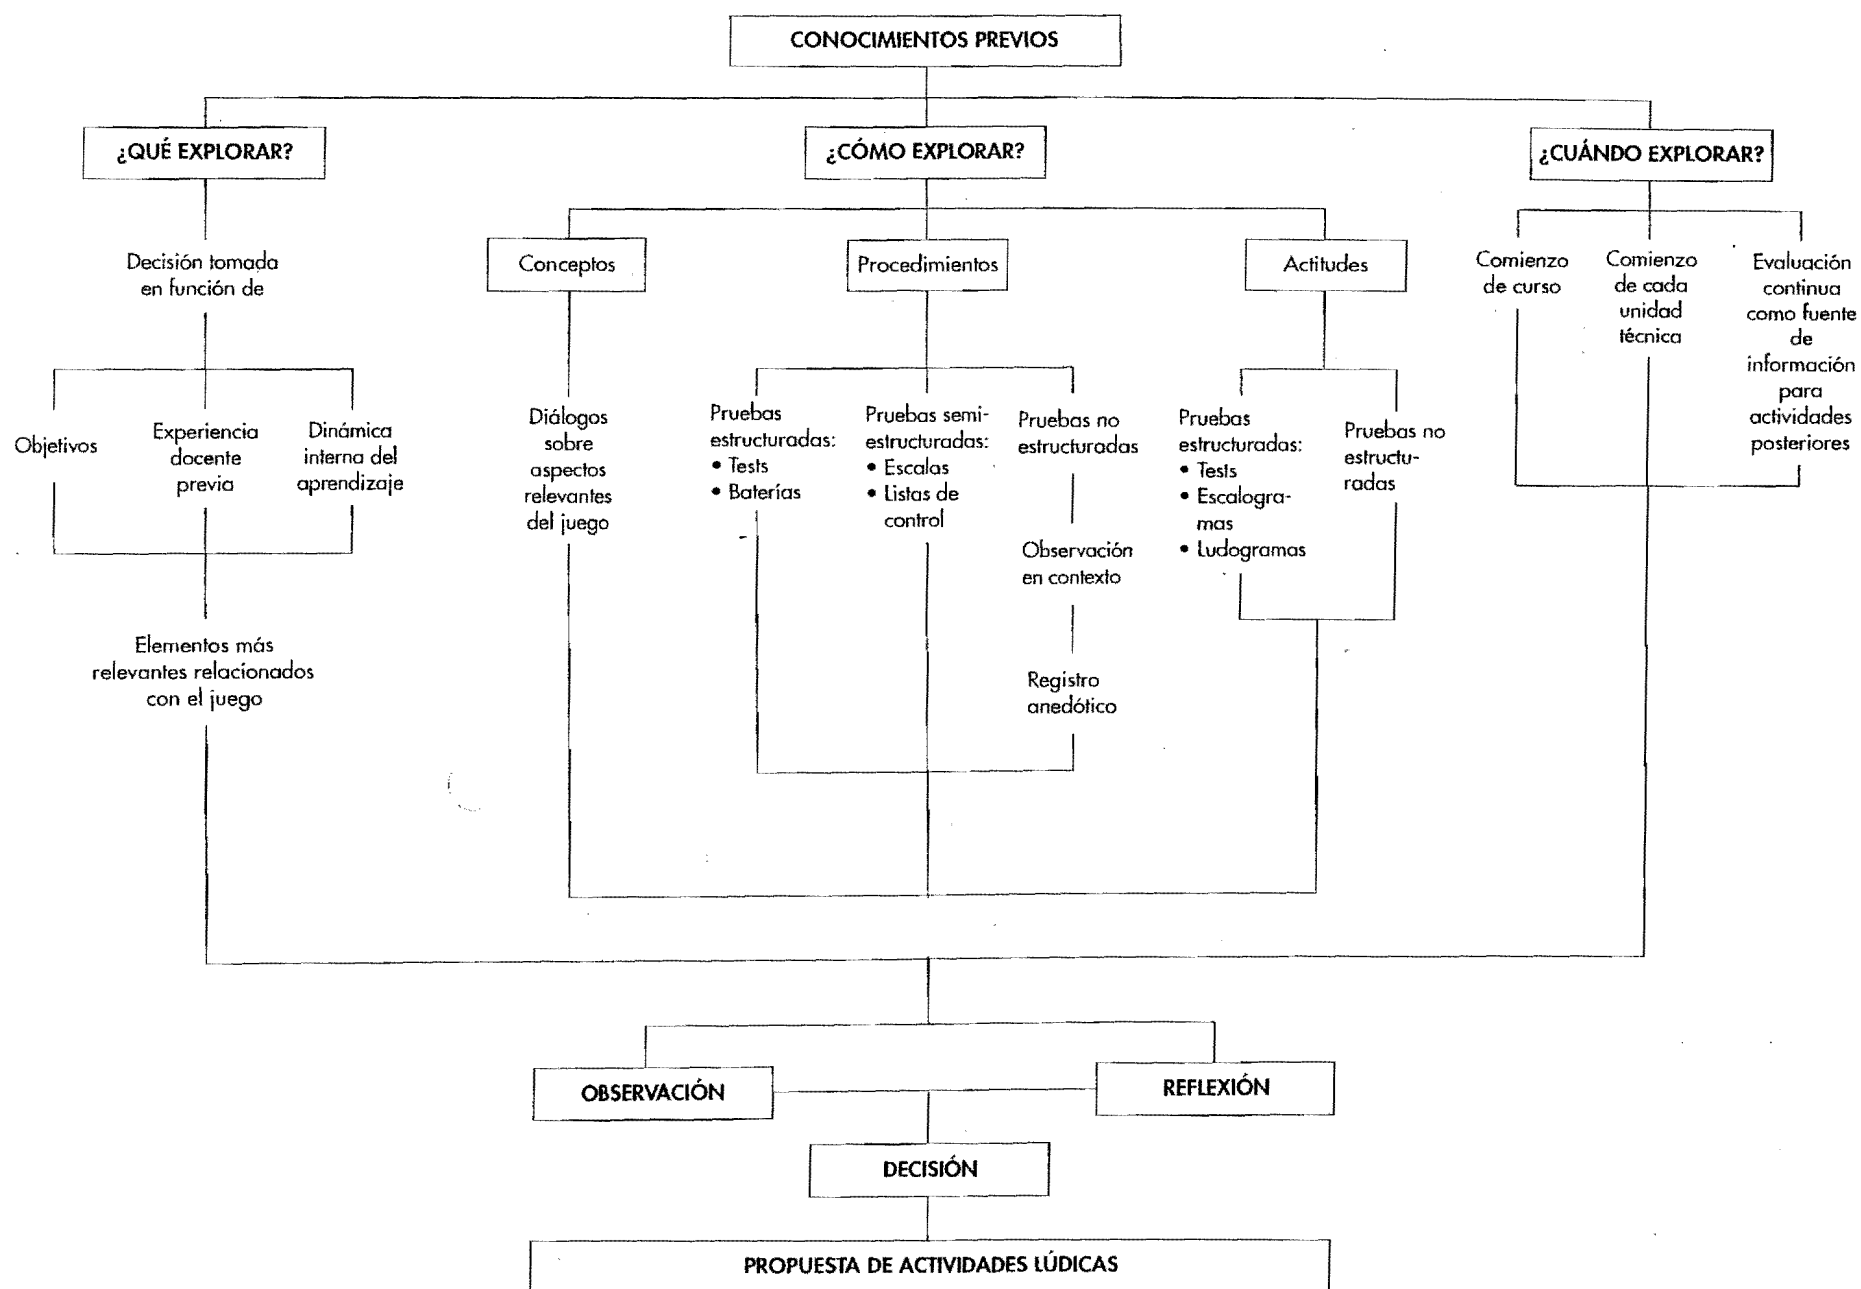 CONOCIMIENTOS PREVIOS
¿QUÉ EXPLORAR?
¿CÓMO EXPLORAR?
¿CUÁNDO EXPLORAR?
Decisión tomada
en función de
Objetivos
Experiencia
docente
previa
Dinámica
interna del
aprendizaje
Elementos más
relevantes relacionados
con el juego
Conceptos
Diálogos
sobre
aspectos
relevantes
del juego
Procedimientos
Pruebas
estructuradas:
• Tests
• Baterías
Pruebas semi-
estructuradas:
• Escalas
• Listas de
control
Pruebas no
estructuradas
Observación
en contexto
Registro
anedótico
Actitudes
Pruebas
estructuradas:
• Tests
• Escalogra-
mas
• Ludogramas
Pruebas no
estructu-
radas
Comienzo
de curso
Comienzo
de cada
unidad
técnica
Evaluación
continua
como fuente
de
información
para
actividades
posteriores
OBSERVACIÓN
REFLEXIÓN
DECISIÓN
PROPUESTA DE ACTIVIDADES LÚDICAS